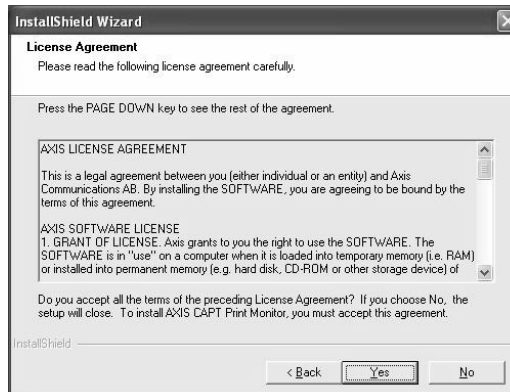 InstallShield Wizard
License Agreement
Please read the following license agreement carefully.
Press the PAGE DOWN key to see the rest of the agreement.
AXIS LICENSE AGREEMENT
This is a legal agreement between you (either individual or an entity) and Axis
Communications AB. By installing the SOFTWARE, you are agreeing to be bound by the
terms of this agreement.
AXIS SOFTWARE LICENSE
1. GRANT OF LICENSE. Axis grants to you the right to use the SOFTWARE. The
SOFTWARE is in "use" on a computer when it is loaded into temporary memory (i.e. RAM)
or installed into permanent memory (e.g. hard disk, CD-ROM or other storage device) of
Do you accept all the terms of the preceding License Agreement? If you choose No, the
setup will close. To install AXIS CAPT Print Monitor, you must accept this agreement.
InstallShield
< Back Yes No